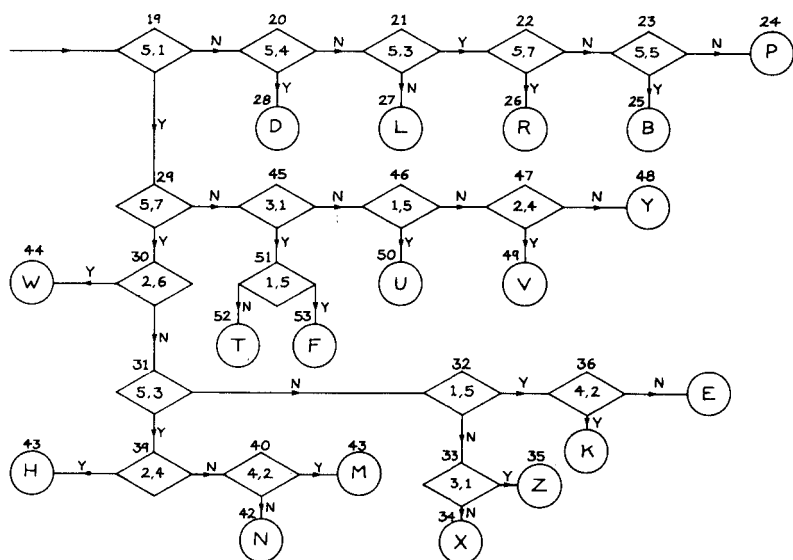 19 20 21 22 23 24
5,1 N 5,4 N 5,3 Y 5,7 N 5,5 N P
Y Y N Y Y
28 27 26 25
D L R B
Y
29 45 46 47 48
5,7 N 3,1 N 1,5 N 2,4 N Y
Y Y Y Y
44 30 51 50 49
W Y 2,6 1,5 U V
N Y
52 53
T F
N
31 32 36
5,3 N 1,5 Y 4,2 N E
Y N Y
K
43 39 40 43 33 35
H Y 2,4 N 4,2 Y M 3,1 Y Z
N N
42 34
N X